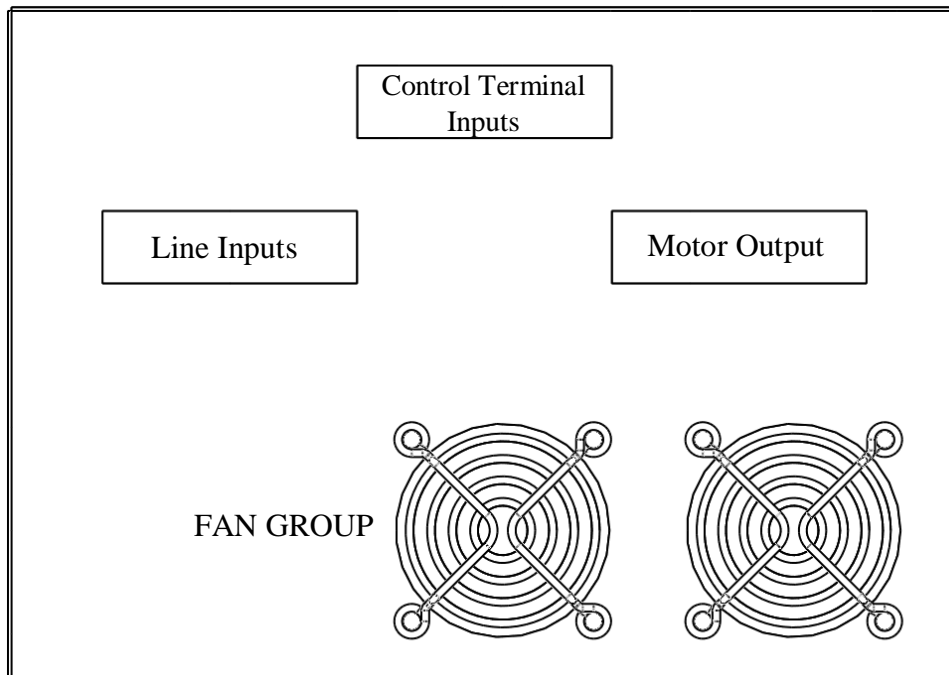 Control Terminal
Inputs
Line Inputs
Motor Output
FAN GROUP